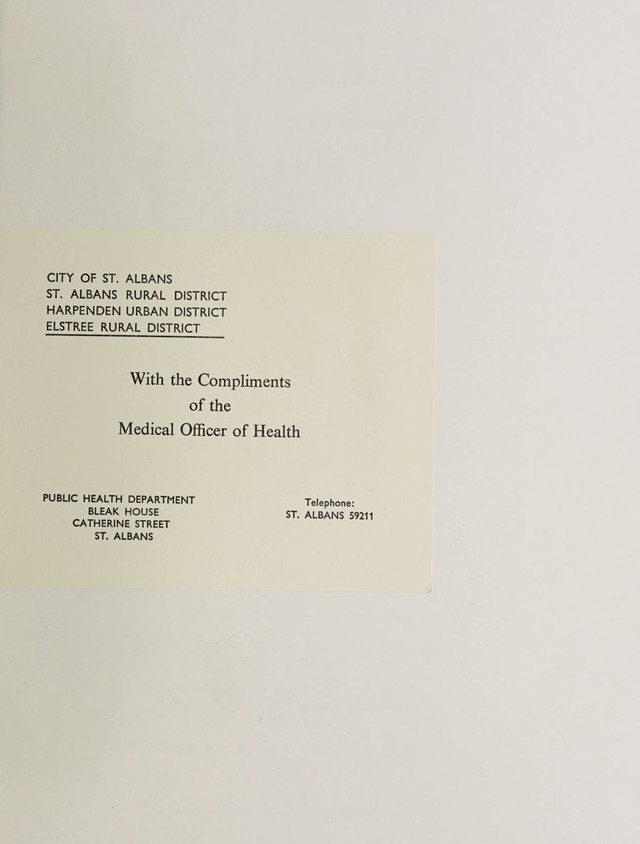 CITY OF ST. ALBANS
ST. ALBANS RURAL DISTRICT
HARPENDEN URBAN DISTRICT
ELSTREE RURAL DISTRICT
With the Compliments
of the
Medical Officer of Health
PUBLIC HEALTH DEPARTMENT
BLEAK HOUSE
CATHERINE STREET
ST. ALBANS
Telephone:
ST. ALBANS 59211